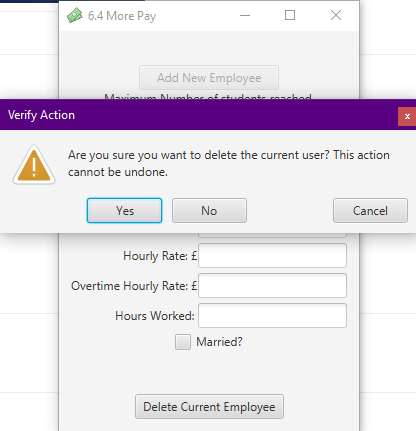 6.4 More Pay
Add New Employee
Maximum Number of students reached
Verify Action
x
Are you sure you want to delete the current user? This action
cannot be undone.
Yes No Cancel
Hourly Rate: £
Overtime Hourly Rate: £
Hours Worked:
Married?
Delete Current Employee